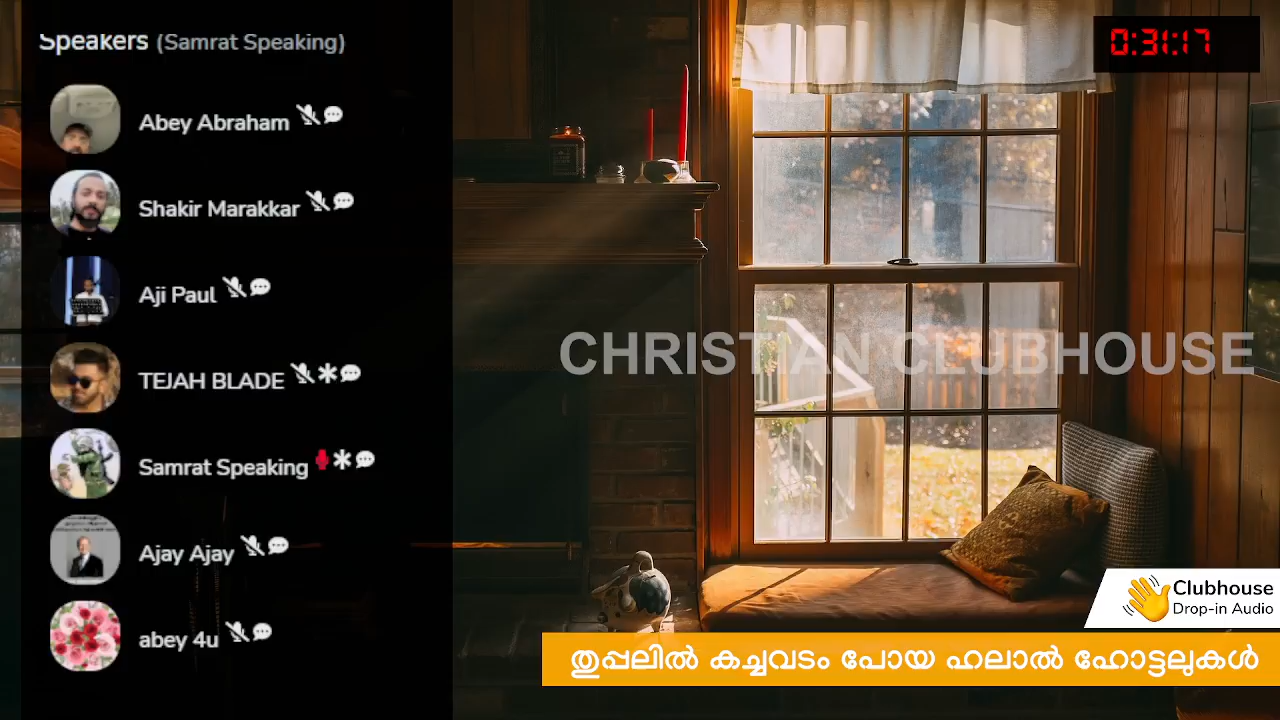 Speakers (Samrat Speaking)
0:31:17
Abey Abraham
Shakir Marakkar
Aji Paul
TEJAH BLADE
Samrat Speaking
Ajay Ajay
abey 4u
CHRISTIAN CLUBHOUSE
Clubhouse
Drop-in Audio
തുപ്പലിൽ കച്ചവടം പോയ ഹലാൽ ഹോട്ടലുകൾ